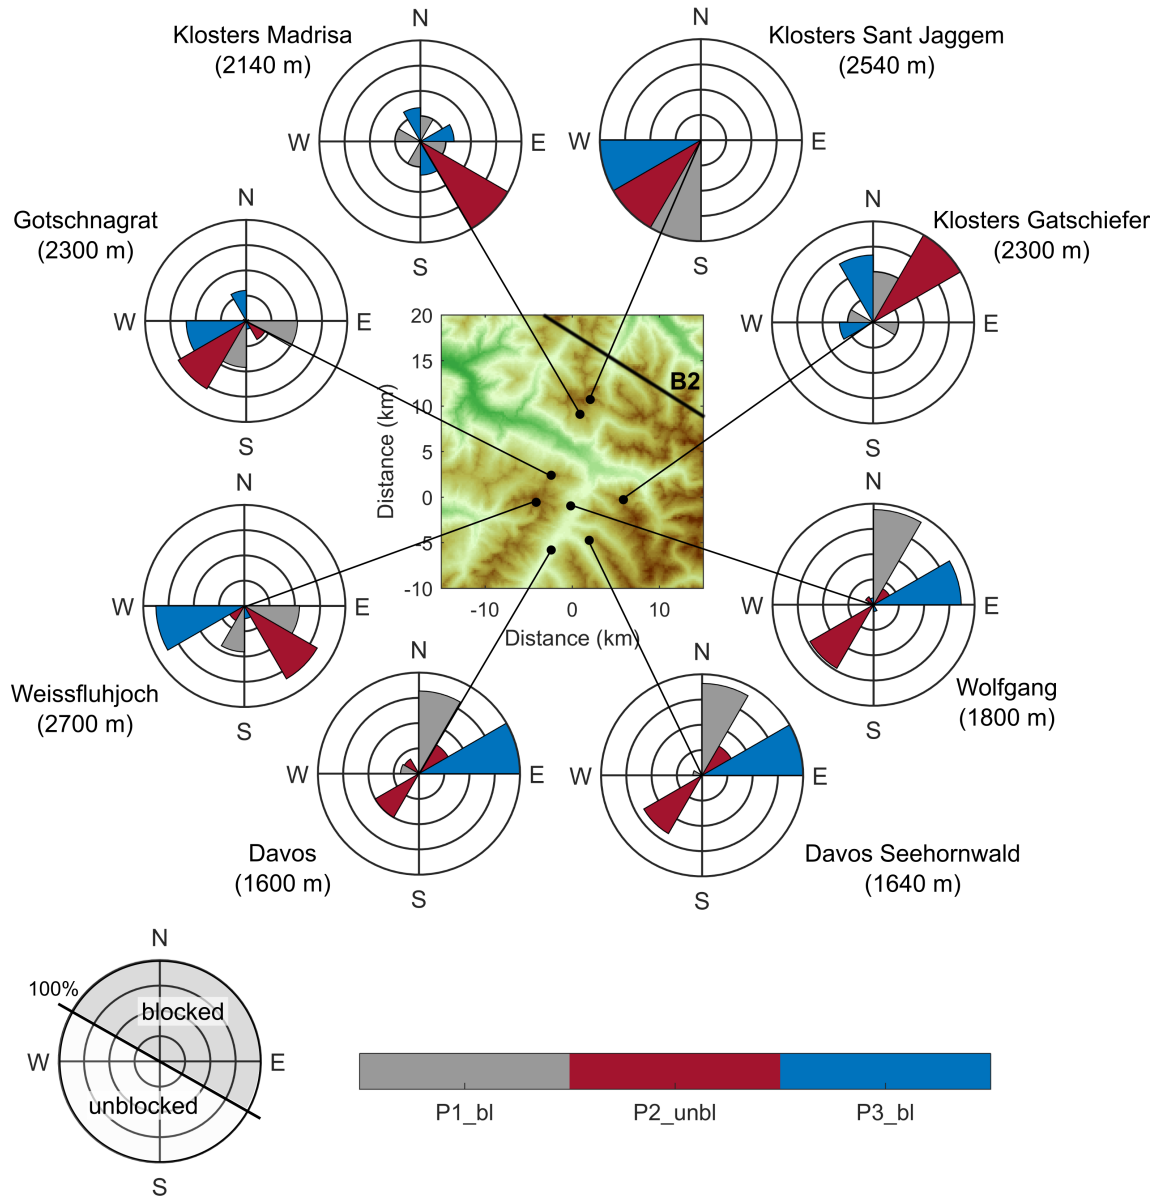 N
Klosters Madrisa
(2140 m)
W
E
S
N
Klosters Sant Jaggem
(2540 m)
W
E
S
N
Gotschnagrat
(2300 m)
W
E
S
N
Klosters Gatschiefer
(2300 m)
W
E
S
20
15
10
5
0
-5
-10
Distance (km)
B2
-10
0
10
Distance (km)
N
W
E
S
Weissfluhjoch
(2700 m)
N
W
E
S
Wolfgang
(1800 m)
N
W
E
S
Davos
(1600 m)
N
W
E
S
Davos Seehornwald
(1640 m)
N
100%
blocked
W
E
unblocked
S
P1_bl
P2_unbl
P3_bl